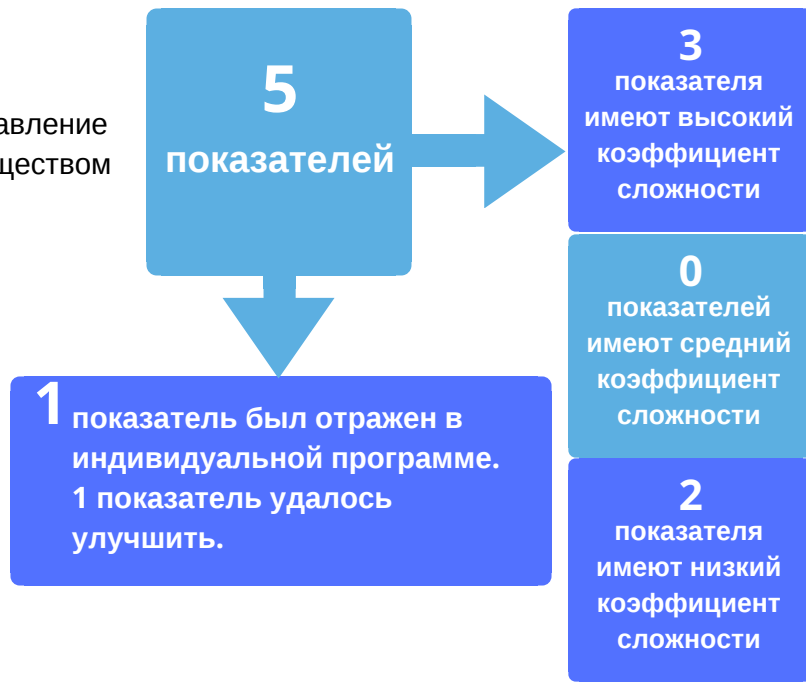 авление
ществом
5
показателей
3
показателя
имеют высокий
коэффициент
сложности
0
показателей
имеют средний
коэффициент
сложности
2
показателя
имеют низкий
коэффициент
сложности
1 показатель был отражен в
индивидуальной программе.
1 показатель удалось
улучшить.